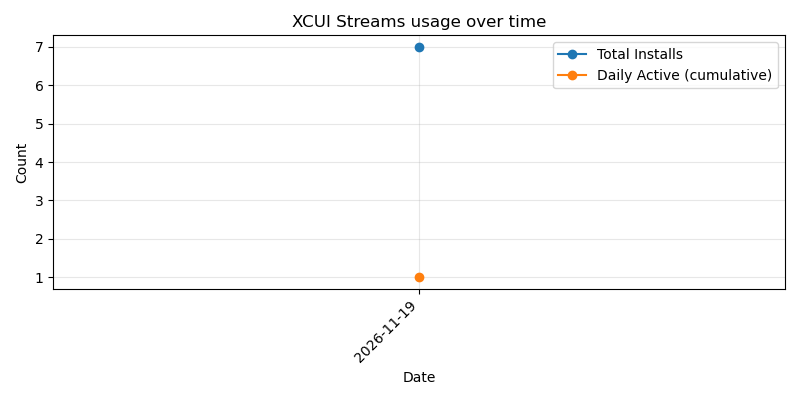 XCUI Streams usage over time
Total Installs
Daily Active (cumulative)
Count
7
6
5
4
3
2
1
2026-11-19
Date